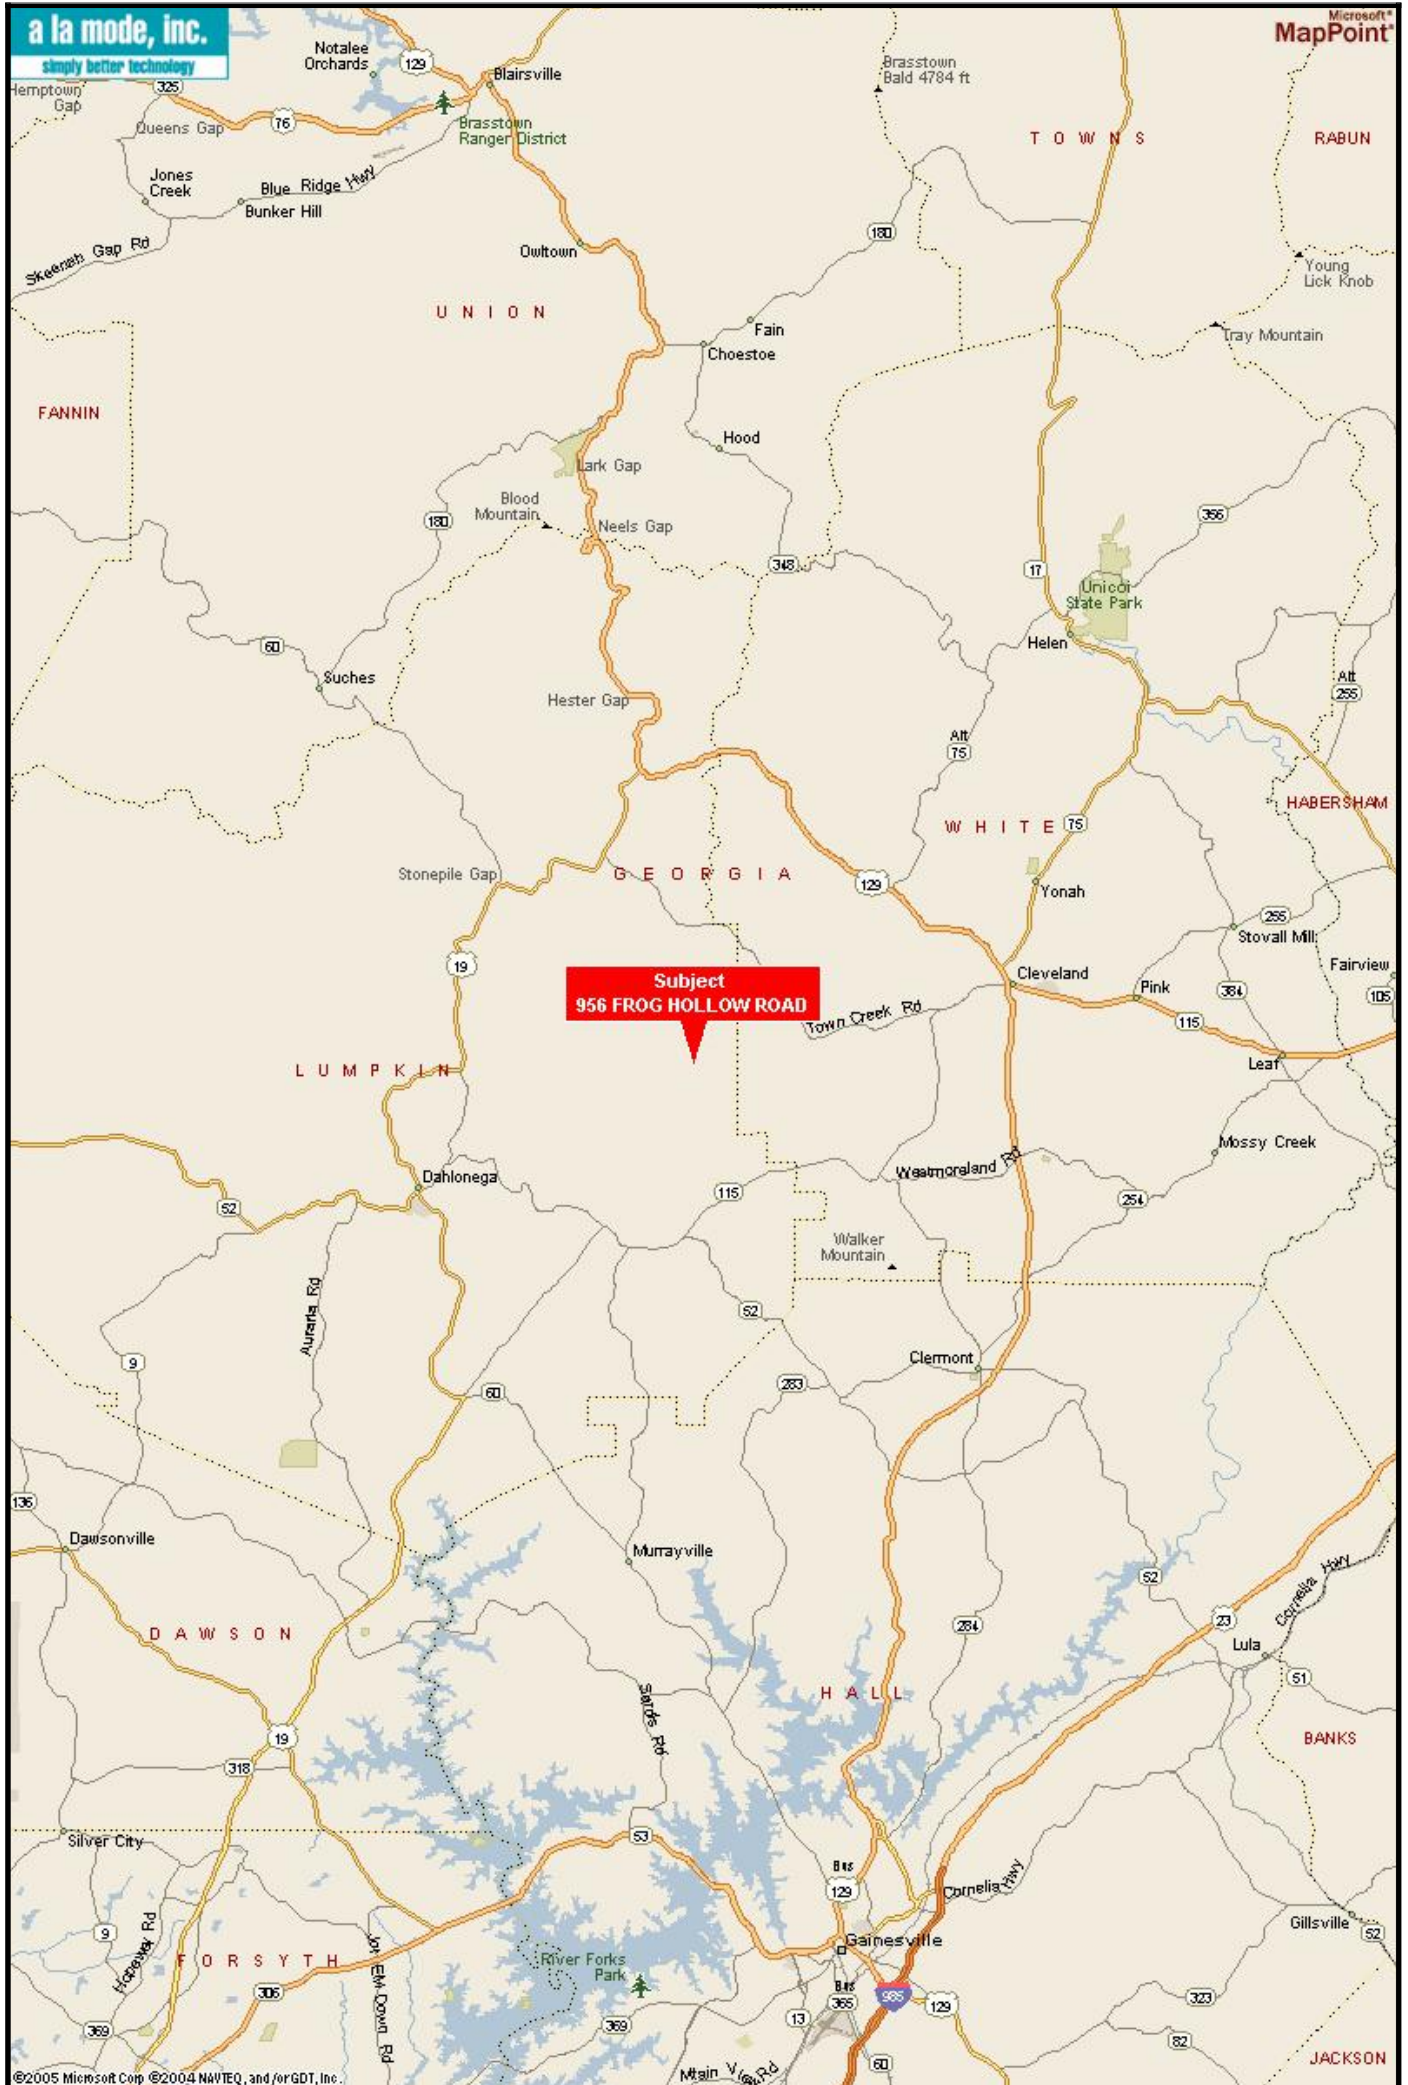 a la mode, inc.
simply better technology
Microsoft®
MapPoint®
Notalee
Orchards
129
Blairsville
Brasstown
Bald 4784 ft
Hemptown
Gap
325
Queens Gap
76
Brasstown
Ranger District
T O W N S
RABUN
Jones
Creek
Blue Ridge Hwy
Bunker Hill
Skeenah Gap Rd
Owltown
180
Young
Lick Knob
U N I O N
Fain
Choestoe
Tray Mountain
FANNIN
Hood
Lark Gap
Blood
Mountain
180
Neels Gap
356
348
17
Unicoi
State Park
Helen
60
Suches
Hester Gap
Alt
255
Alt
75
HABERSHAM
W H I T E
75
Stonepile Gap
G E O R G I A
129
Yonah
255
Stovall Mill
19
Fairview
Subject
956 FROG HOLLOW ROAD
Cleveland
Pink
384
105
Town Creek Rd
115
Leaf
L U M P K I N
Mossy Creek
Westmoreland Rd
Dahlonega
115
254
52
Walker
Mountain
Auraria Rd
52
9
Clermont
60
283
136
Dawsonville
Murrayville
52
Cornelia Hwy
D A W S O N
284
23
Lula
51
H A L L
Sardis Rd
19
BANKS
318
53
Silver City
Bus
129
Cornelia Hwy
9
Hopewell Rd
Gillsville
52
F O R S Y T H
Jot-Em-Down Rd
Gainesville
River Forks
Park
306
Bus
365
985
129
323
369
369
13
82
60
Mtain View Rd
JACKSON
©2005 Microsoft Corp ©2004 NAVTEQ, and/or GDT, Inc.